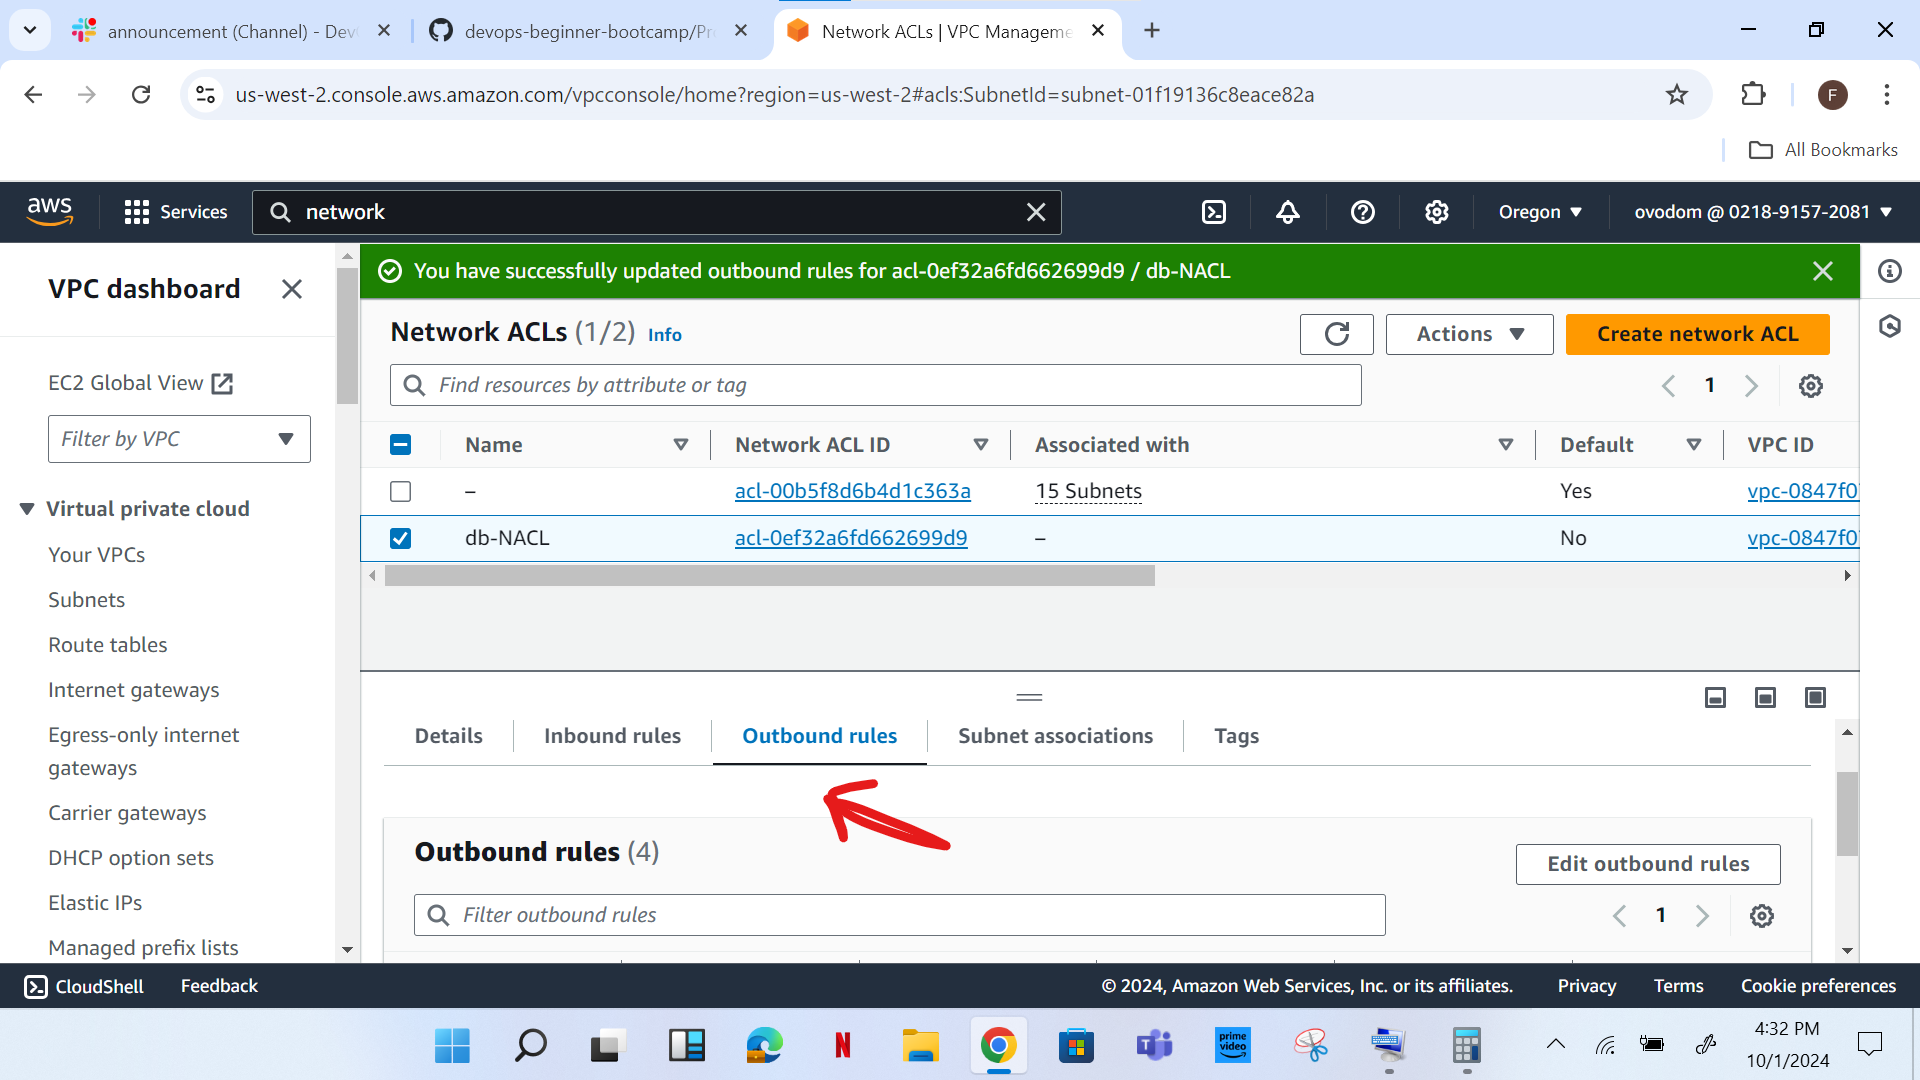 announcement (Channel) - Dev
devops-beginner-bootcamp/Pr
Network ACLs | VPC Manageme
us-west-2.console.aws.amazon.com/vpcconsole/home?region=us-west-2#acls:SubnetId=subnet-01f19136c8eace82a
F
All Bookmarks
aws
Services
network
Oregon
ovodom @ 0218-9157-2081
VPC dashboard
You have successfully updated outbound rules for acl-0ef32a6fd662699d9 / db-NACL
Network ACLs (1/2) Info
Actions
Create network ACL
EC2 Global View
Find resources by attribute or tag
1
Filter by VPC
Name
Network ACL ID
Associated with
Default
VPC ID
–
acl-00b5f8d6b4d1c363a
15 Subnets
Yes
vpc-0847f0
db-NACL
acl-0ef32a6fd662699d9
–
No
vpc-0847f0
Virtual private cloud
Your VPCs
Subnets
Route tables
Internet gateways
Egress-only internet
gateways
Carrier gateways
DHCP option sets
Elastic IPs
Managed prefix lists
Details
Inbound rules
Outbound rules
Subnet associations
Tags
Outbound rules (4)
Edit outbound rules
Filter outbound rules
1
CloudShell
Feedback
© 2024, Amazon Web Services, Inc. or its affiliates.
Privacy
Terms
Cookie preferences
N
T
prime
video
4:32 PM
10/1/2024